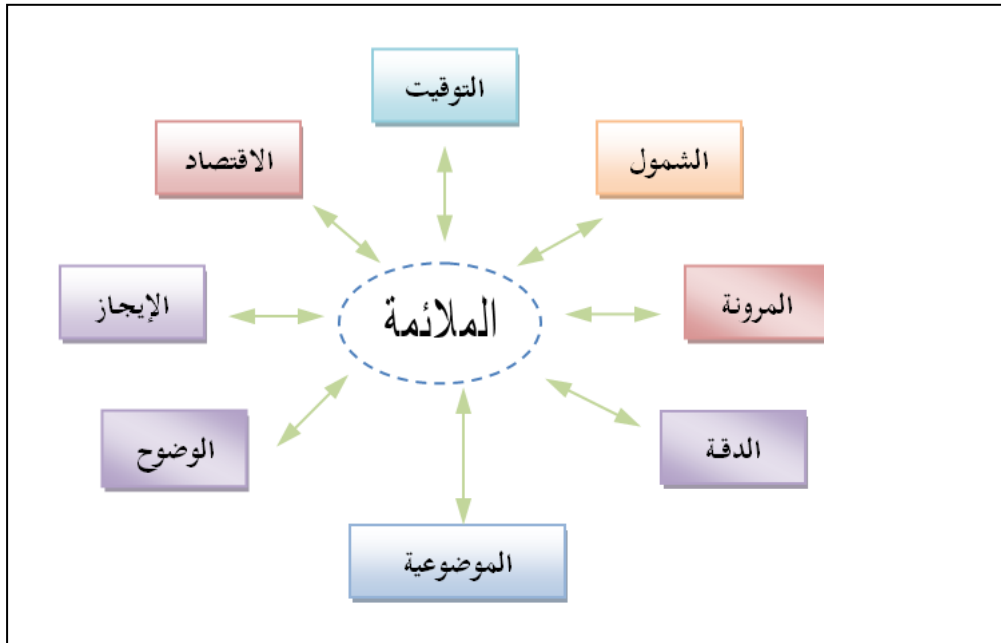 التوقيت
الشمول
الاقتصاد
المرونة
الملائمة
الإيجاز
الدقة
الوضوح
الموضوعية